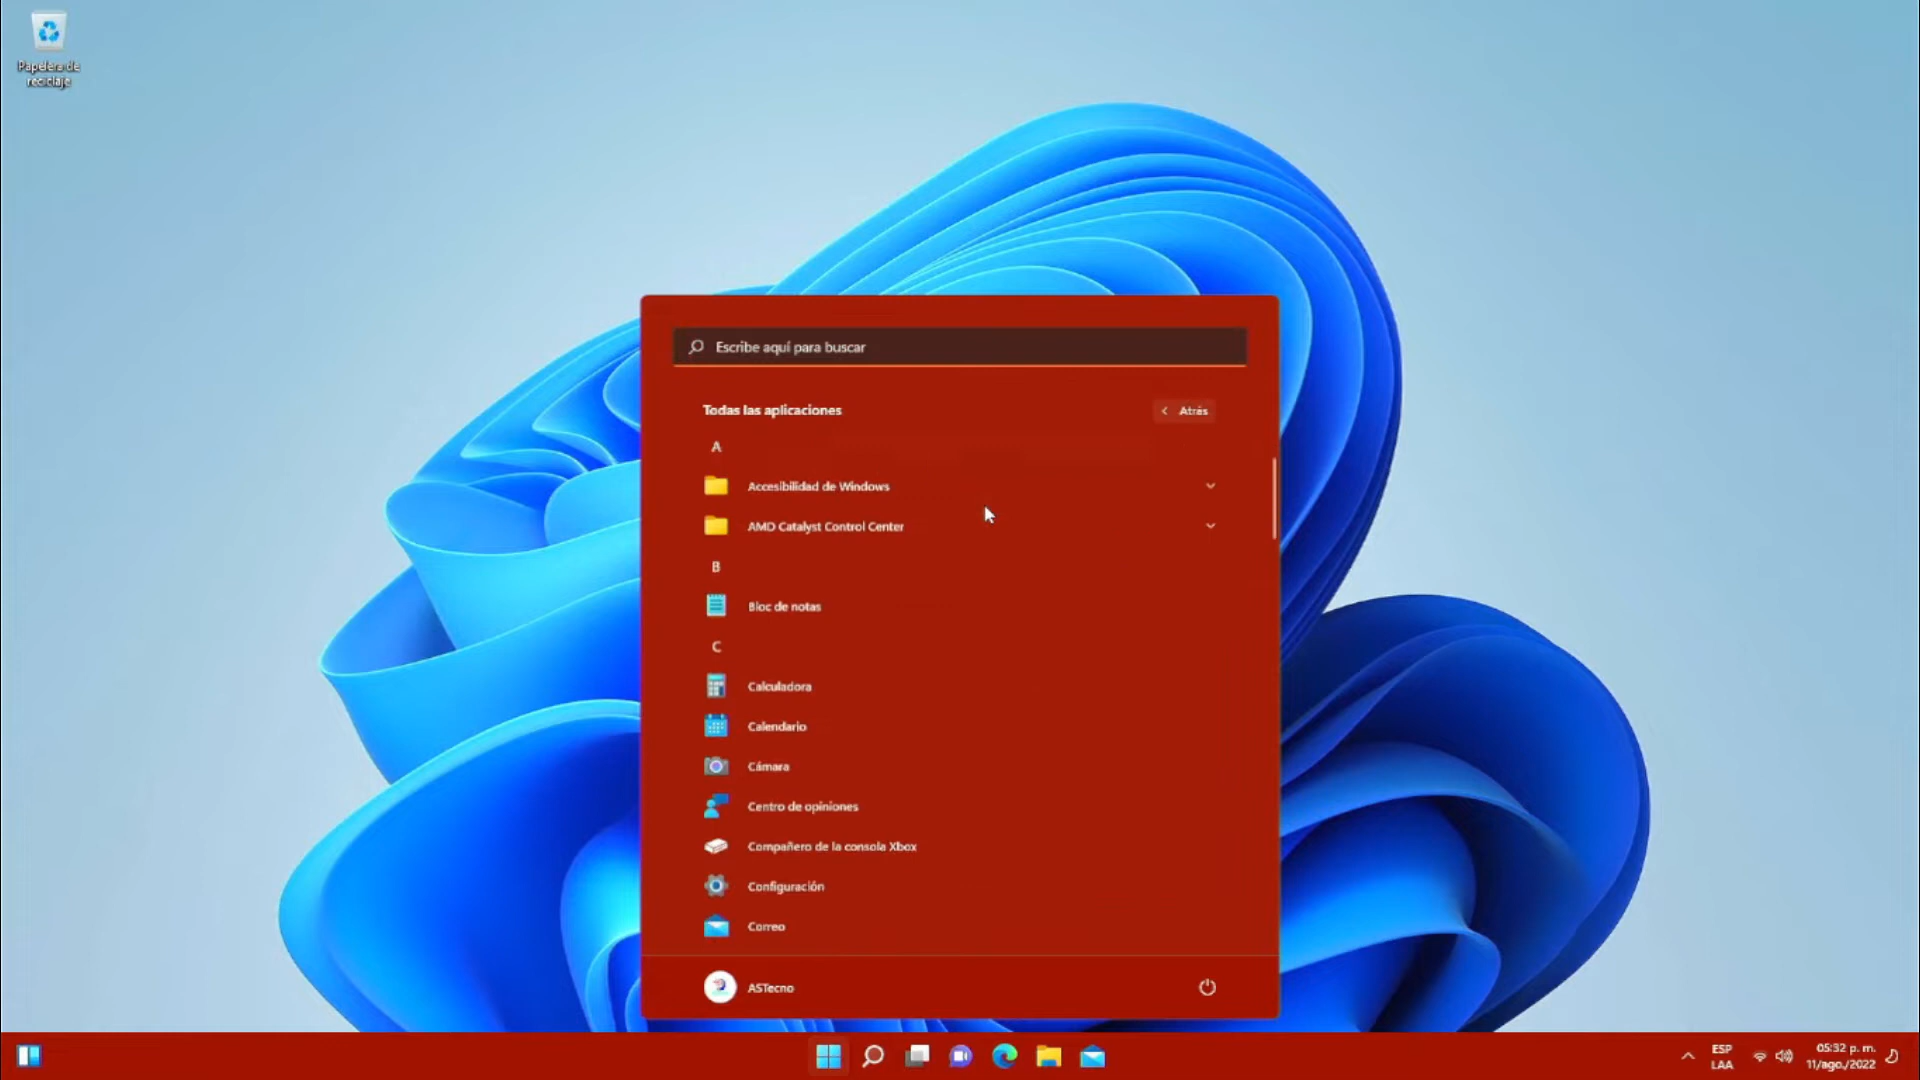 Papelera de
reciclaje
Escribe aquí para buscar
Todas las aplicaciones
Atrás
A
Accesibilidad de Windows
AMD Catalyst Control Center
B
Bloc de notas
C
Calculadora
Calendario
Cámara
Centro de opiniones
Compañero de la consola Xbox
Configuración
Correo
ASTecno
ESP
LAA
05:32 p. m.
11/ago./2022